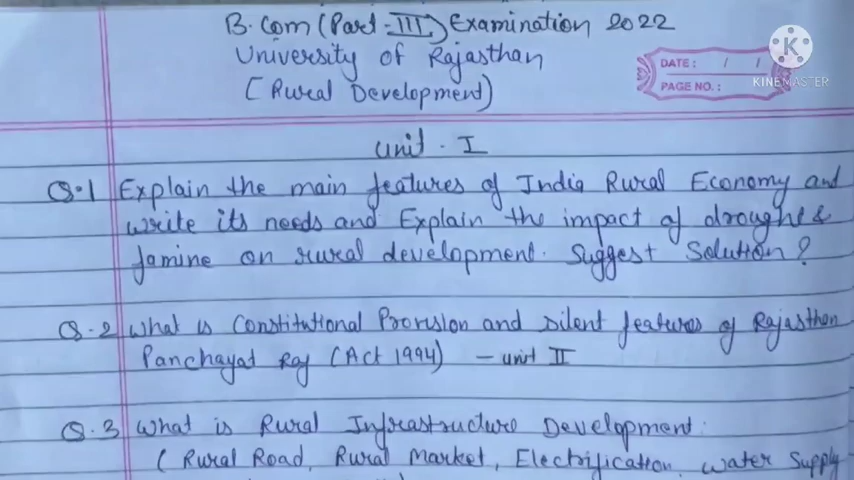 B.Com (Part-III) Examination 2022
University of Rajasthan
(Rural Development)
DATE: / /
PAGE NO.:
KINEMASTER
Unit - I
Q.1 Explain the main features of India Rural Economy and
write its needs and Explain the impact of drought &
famine on rural development. Suggest Solution?
Q.2 What is Constitutional Provision and Silent features of Rajasthan
Panchayat Raj (Act 1994) - unit II
Q.3 What is Rural Infrastructure Development.
(Rural Road, Rural Market, Electrification, Water Supply